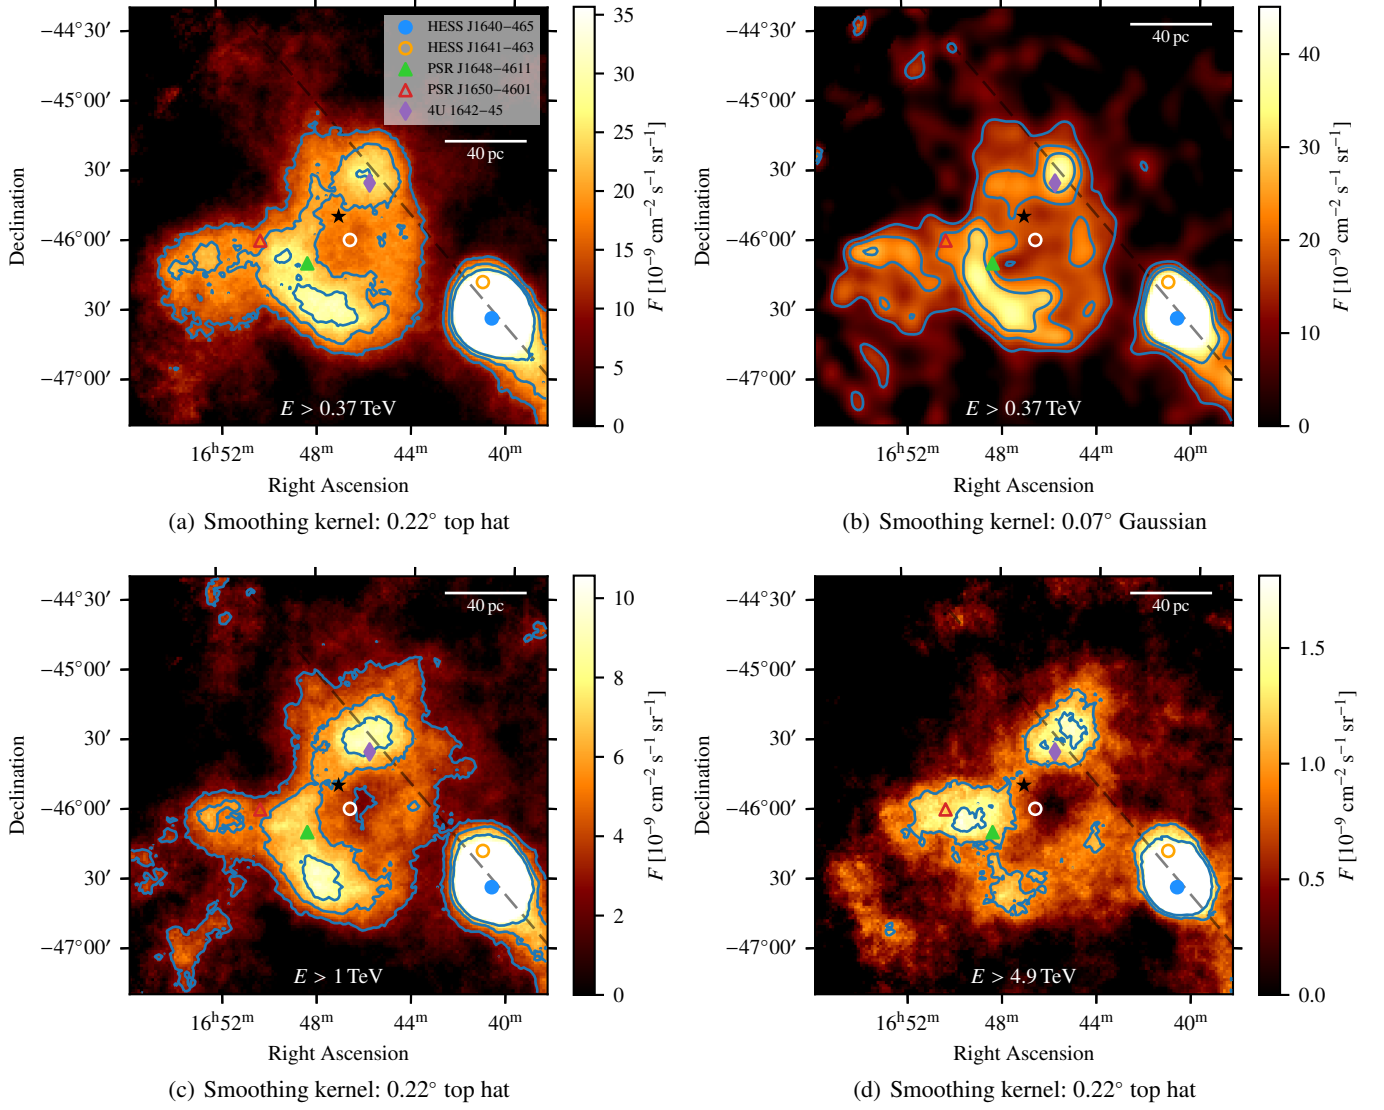 HESS J1640−465
HESS J1641−463
PSR J1648−4611
PSR J1650−4601
4U 1642−45
40 pc
E > 0.37 TeV
−44°30′
−45°00′
30′
−46°00′
30′
−47°00′
Declination
16ʰ52ᵐ 48ᵐ 44ᵐ 40ᵐ
Right Ascension
35
30
25
20
15
10
5
0
F [10⁻⁹ cm⁻² s⁻¹ sr⁻¹]
(a) Smoothing kernel: 0.22° top hat
40 pc
E > 0.37 TeV
−44°30′
−45°00′
30′
−46°00′
30′
−47°00′
Declination
16ʰ52ᵐ 48ᵐ 44ᵐ 40ᵐ
Right Ascension
40
30
20
10
0
F [10⁻⁹ cm⁻² s⁻¹ sr⁻¹]
(b) Smoothing kernel: 0.07° Gaussian
40 pc
E > 1 TeV
−44°30′
−45°00′
30′
−46°00′
30′
−47°00′
Declination
16ʰ52ᵐ 48ᵐ 44ᵐ 40ᵐ
Right Ascension
10
8
6
4
2
0
F [10⁻⁹ cm⁻² s⁻¹ sr⁻¹]
(c) Smoothing kernel: 0.22° top hat
40 pc
E > 4.9 TeV
−44°30′
−45°00′
30′
−46°00′
30′
−47°00′
Declination
16ʰ52ᵐ 48ᵐ 44ᵐ 40ᵐ
Right Ascension
1.5
1.0
0.5
0.0
F [10⁻⁹ cm⁻² s⁻¹ sr⁻¹]
(d) Smoothing kernel: 0.22° top hat